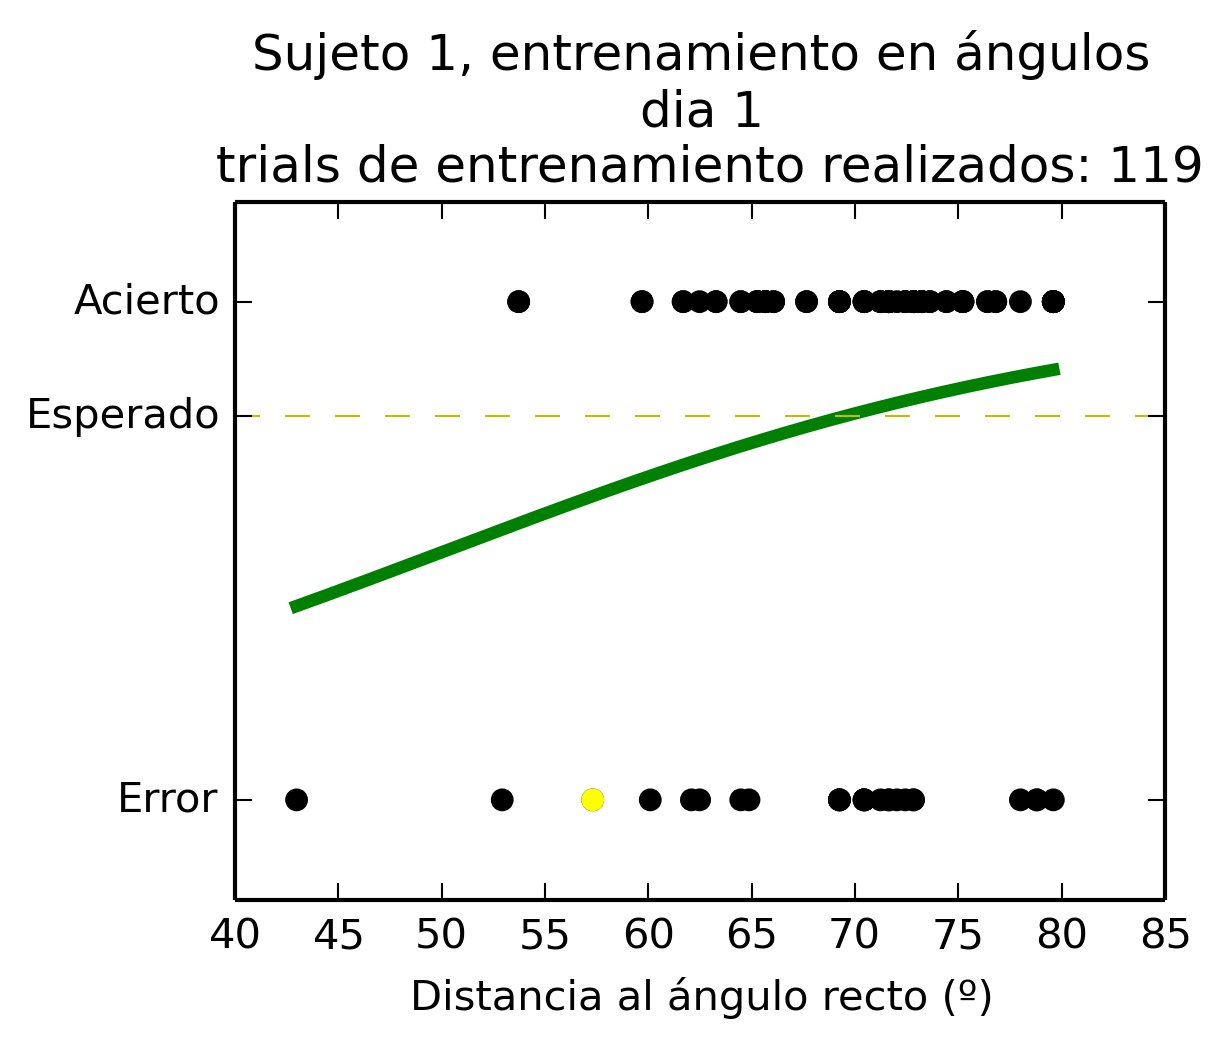 Sujeto 1, entrenamiento en ángulos
dia 1
trials de entrenamiento realizados: 119
Acierto
Esperado
Error
40 45 50 55 60 65 70 75 80 85
Distancia al ángulo recto (º)